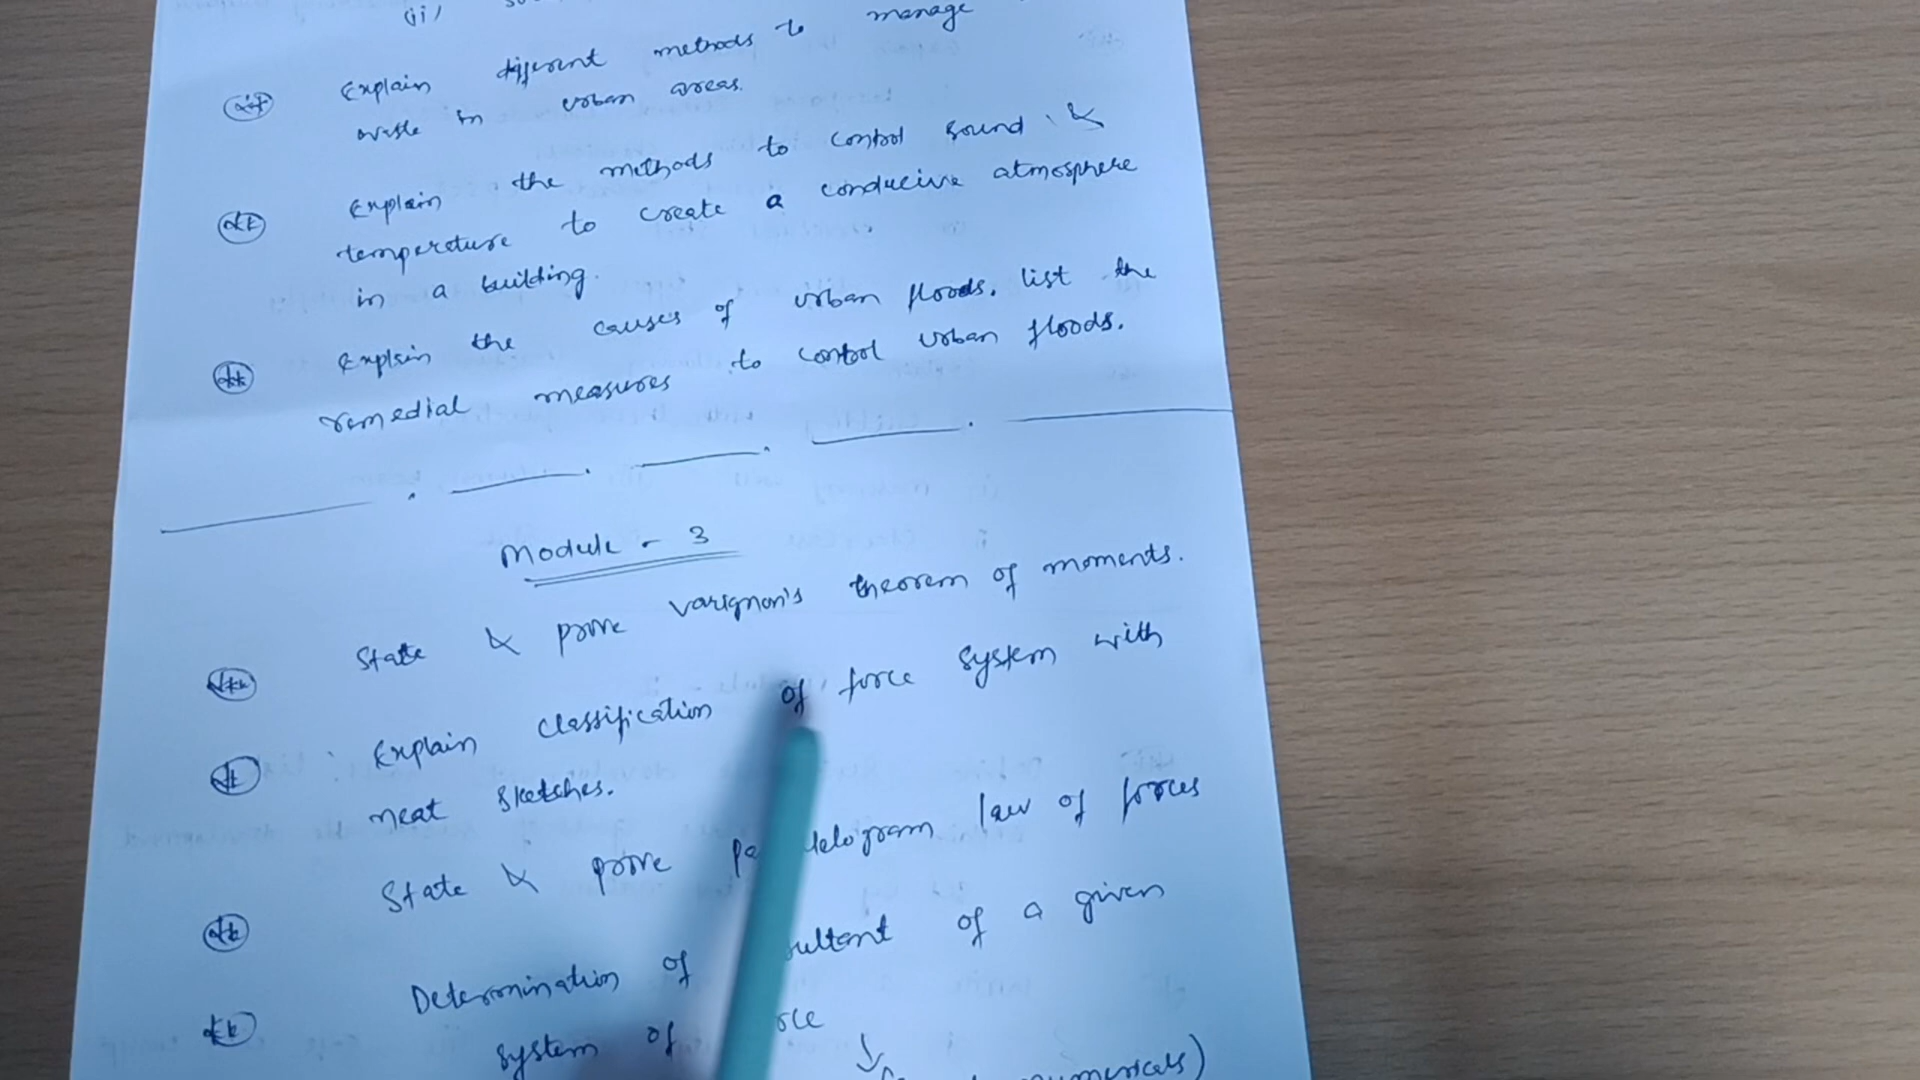 (ii)
Explain different methods to manage
waste in urban areas.
Explain the methods to control sound &
temperature to create a conducive atmosphere
in a building.
Explain the causes of urban floods. list the
remedial measures to control urban floods.
Module - 3
State & prove Varignon's theorem of moments.
Explain classification of force system with
neat sketches.
State & prove law of forces
Determination of of a given
system of